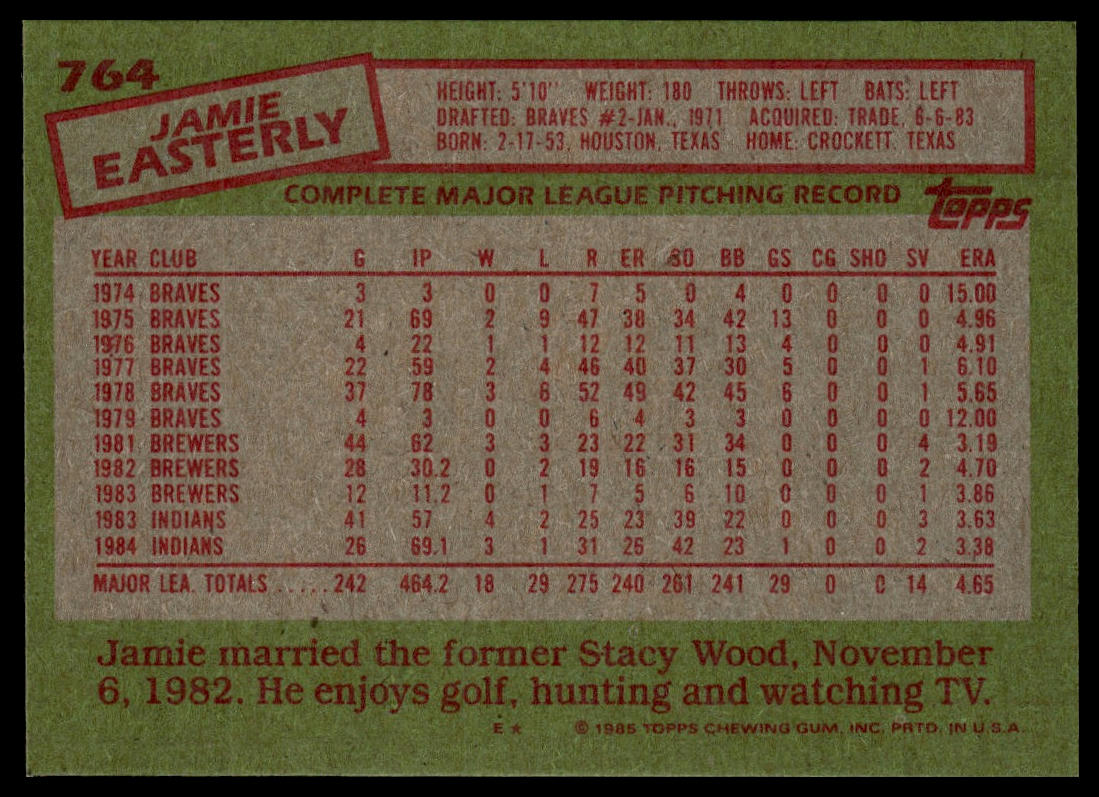 764
JAMIE
EASTERLY
HEIGHT: 5'10" WEIGHT: 180 THROWS: LEFT BATS: LEFT
DRAFTED: BRAVES #2-JAN., 1971 ACQUIRED: TRADE, 6-6-83
BORN: 2-17-53, HOUSTON, TEXAS HOME: CROCKETT, TEXAS
COMPLETE MAJOR LEAGUE PITCHING RECORD
topps
YEAR CLUB G IP W L R ER SO BB GS CG SHO SV ERA
1974 BRAVES 3 3 0 0 7 5 0 4 0 0 0 0 15.00
1975 BRAVES 21 69 2 9 47 38 34 42 13 0 0 0 4.96
1976 BRAVES 4 22 1 1 12 12 11 13 4 0 0 0 4.91
1977 BRAVES 22 59 2 4 46 40 37 30 5 0 0 1 6.10
1978 BRAVES 37 78 3 6 52 49 42 45 6 0 0 1 5.65
1979 BRAVES 4 3 0 0 6 4 3 3 0 0 0 0 12.00
1981 BREWERS 44 62 3 3 23 22 31 34 0 0 0 4 3.19
1982 BREWERS 28 30.2 0 2 19 16 16 15 0 0 0 2 4.70
1983 BREWERS 12 11.2 0 1 7 5 6 10 0 0 0 1 3.86
1983 INDIANS 41 57 4 2 25 23 39 22 0 0 0 3 3.63
1984 INDIANS 26 69.1 3 1 31 26 42 23 1 0 0 2 3.38
MAJOR LEA. TOTALS ..... 242 464.2 18 29 275 240 261 241 29 0 0 14 4.65
Jamie married the former Stacy Wood, November
6, 1982. He enjoys golf, hunting and watching TV.
E★ © 1985 TOPPS CHEWING GUM, INC. PRTD. IN U.S.A.